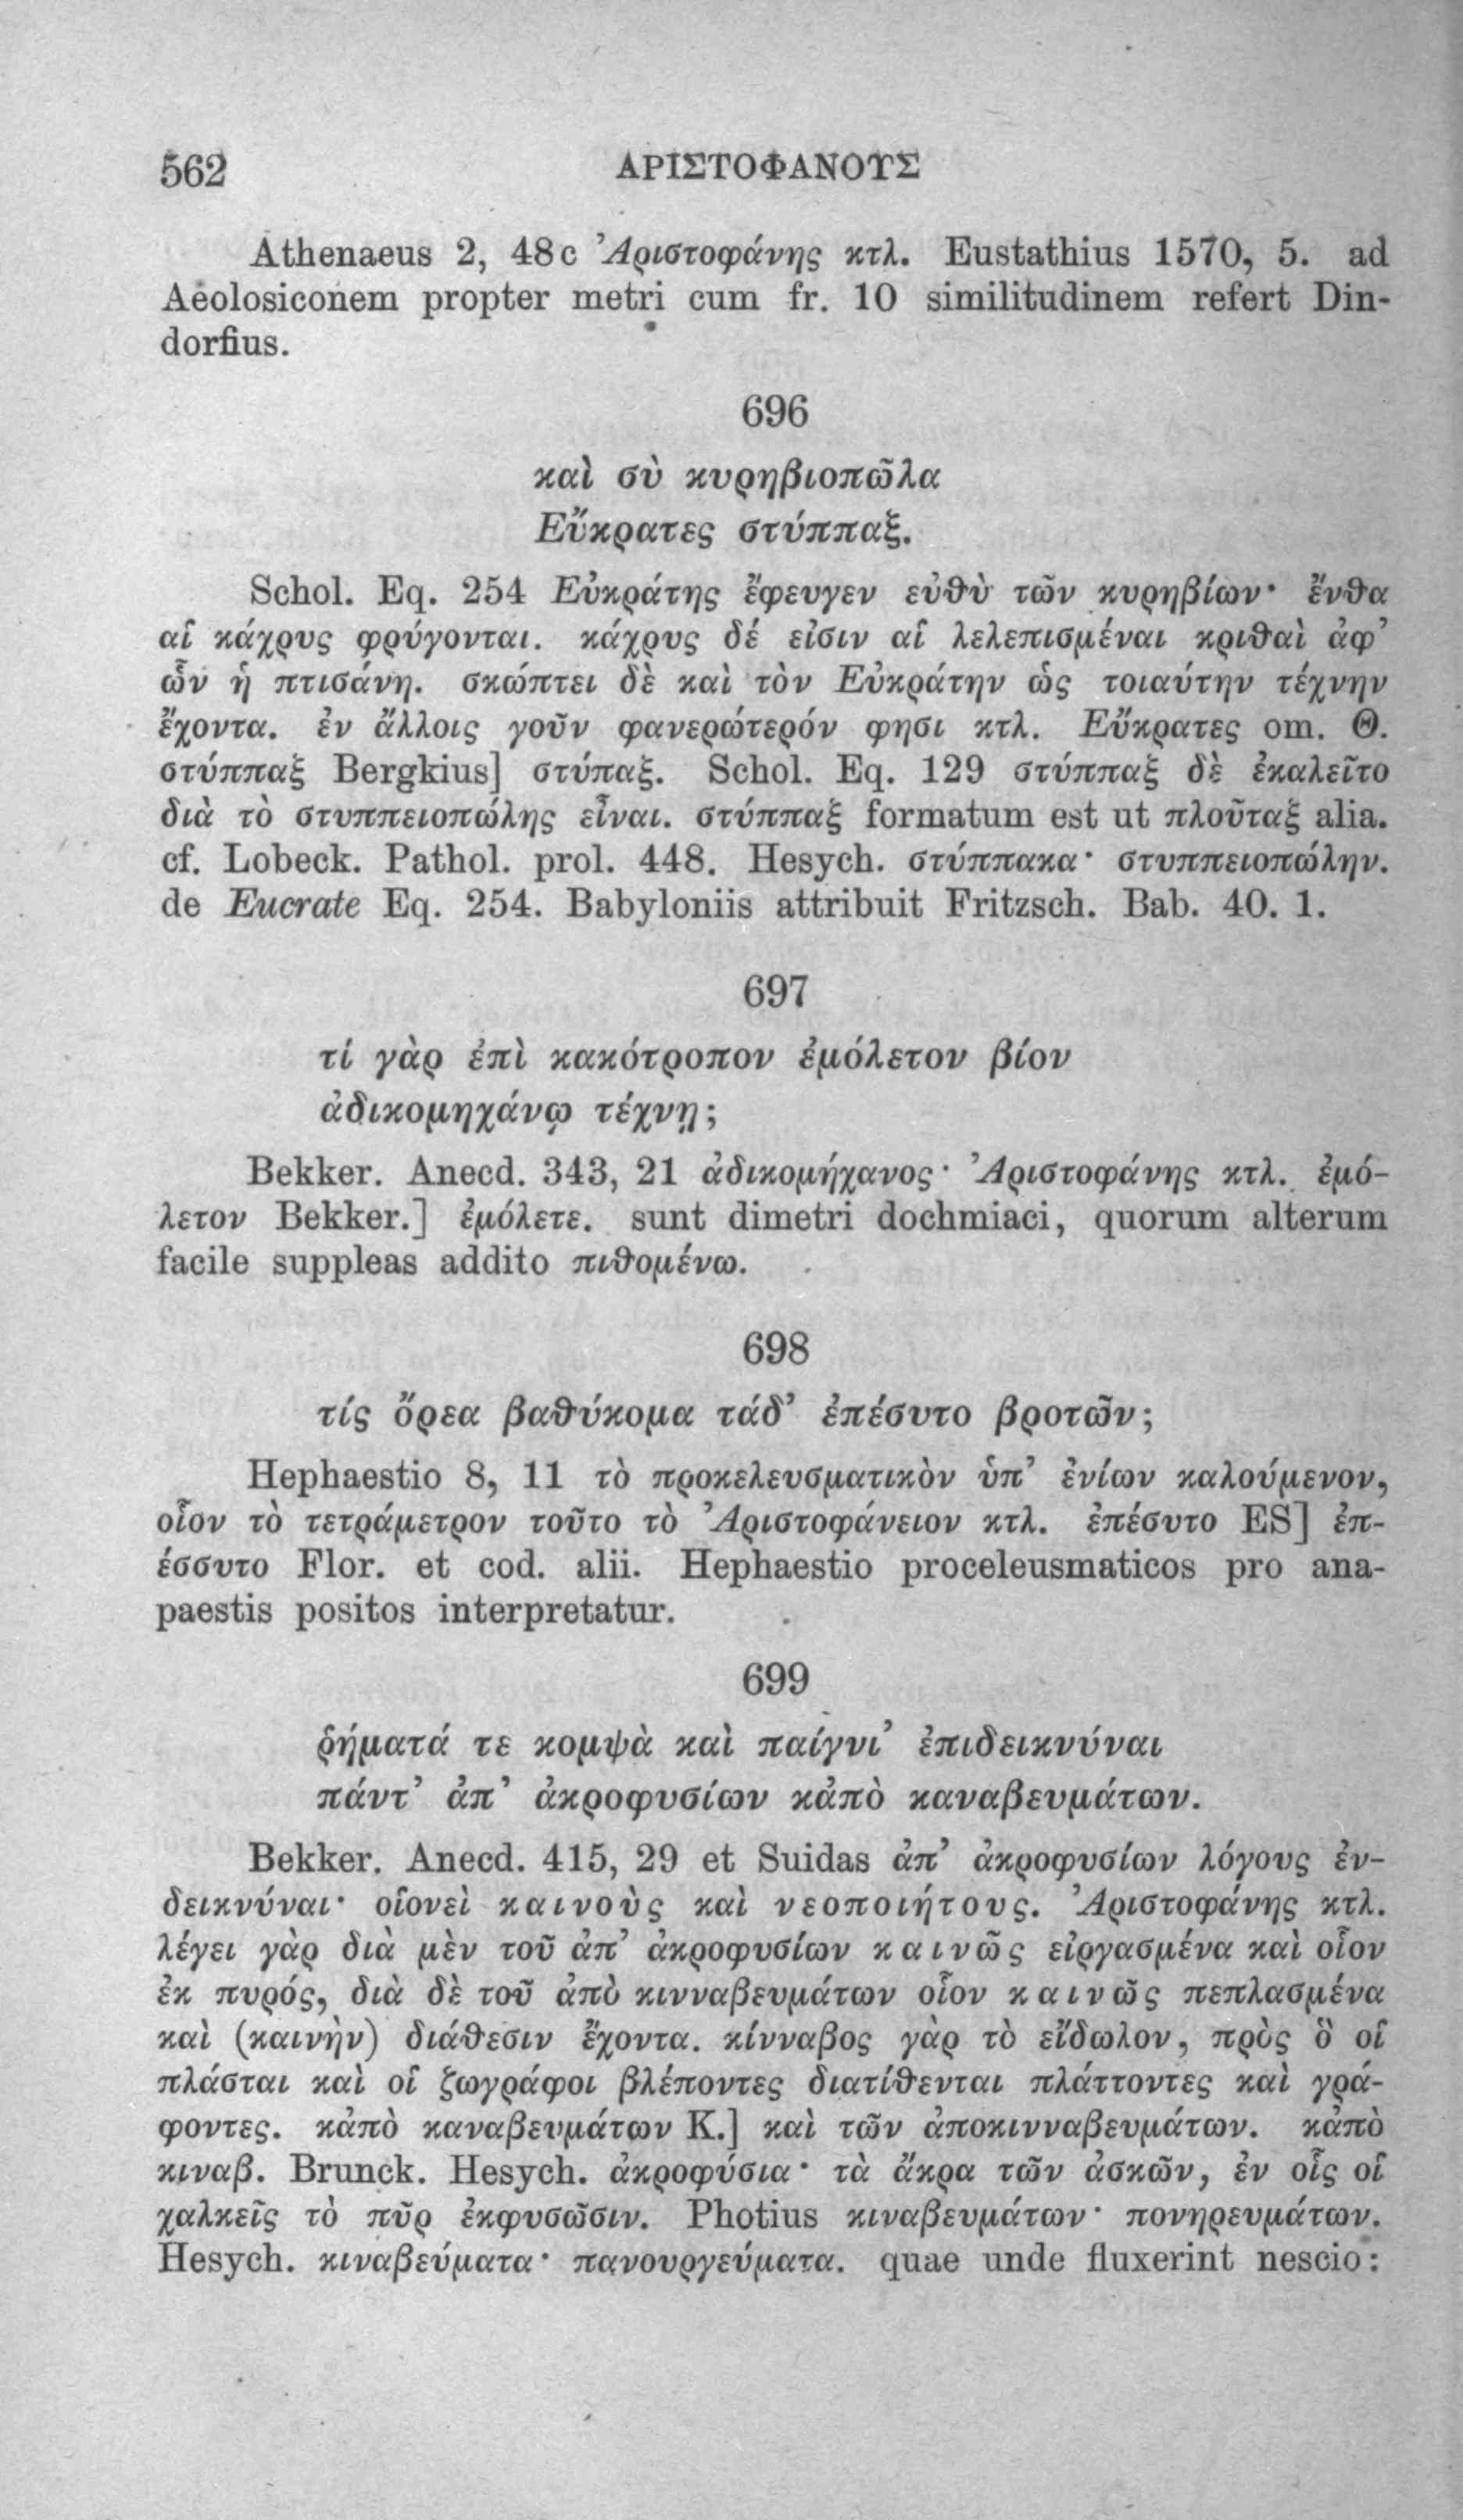 562 ΑΡΙΣΤΟΦΑΝΟΥΣ
Athenaeus 2, 48c Ἀριστοφάνης κτλ. Eustathius 1570, 5. ad
Aeolosiconem propter metri cum fr. 10 similitudinem refert Din-
dorfius.
696
καὶ σὺ κυρηβιοπῶλα
Εὔκρατες στύππαξ.
Schol. Eq. 254 Εὐκράτης ἔφευγεν εὐθὺ τῶν κυρηβίων· ἔνθα
αἱ κάχρυς φρύγονται. κάχρυς δέ εἰσιν αἱ λελεπισμέναι κριθαὶ ἀφ’
ὧν ἡ πτισάνη. σκώπτει δὲ καὶ τὸν Εὐκράτην ὡς τοιαύτην τέχνην
ἔχοντα. ἐν ἄλλοις γοῦν φανερώτερόν φησι κτλ. Εὔκρατες om. Θ.
στύππαξ Bergkius] στύπαξ. Schol. Eq. 129 στύππαξ δὲ ἐκαλεῖτο
διὰ τὸ στυππειοπώλης εἶναι. στύππαξ formatum est ut πλοῦταξ alia.
cf. Lobeck. Pathol. prol. 448. Hesych. στύππακα· στυππειοπώλην.
de Eucrate Eq. 254. Babyloniis attribuit Fritzsch. Bab. 40. 1.
697
τί γὰρ ἐπὶ κακότροπον ἐμόλετον βίον
ἀδικομηχάνῳ τέχνῃ;
Bekker. Anecd. 343, 21 ἀδικομήχανος· Ἀριστοφάνης κτλ. ἐμό-
λετον Bekker.] ἐμόλετε. sunt dimetri dochmiaci, quorum alterum
facile suppleas addito πιθομένω.
698
τίς ὄρεα βαθύκομα τάδ’ ἐπέσυτο βροτῶν;
Hephaestio 8, 11 τὸ προκελευσματικὸν ὑπ’ ἐνίων καλούμενον,
οἷον τὸ τετράμετρον τοῦτο τὸ Ἀριστοφάνειον κτλ. ἐπέσυτο ES] ἐπ-
έσσυτο Flor. et cod. alii. Hephaestio proceleusmaticos pro ana-
paestis positos interpretatur.
699
ῥήματά τε κομψὰ καὶ παίγνι’ ἐπιδεικνύναι
πάντ’ ἀπ’ ἀκροφυσίων κἀπὸ καναβευμάτων.
Bekker. Anecd. 415, 29 et Suidas ἀπ’ ἀκροφυσίων λόγους ἐν-
δεικνύναι· οἱονεὶ καινοὺς καὶ νεοποιήτους. Ἀριστοφάνης κτλ.
λέγει γὰρ διὰ μὲν τοῦ ἀπ’ ἀκροφυσίων καινῶς εἰργασμένα καὶ οἷον
ἐκ πυρός, διὰ δὲ τοῦ ἀπὸ κινναβευμάτων οἷον καινῶς πεπλασμένα
καὶ (καινὴν) διάθεσιν ἔχοντα. κίνναβος γὰρ τὸ εἴδωλον, πρὸς ὃ οἱ
πλάσται καὶ οἱ ζωγράφοι βλέποντες διατίθενται πλάττοντες καὶ γρά-
φοντες. κἀπὸ καναβευμάτων K.] καὶ τῶν ἀποκινναβευμάτων. κἀπὸ
κιναβ. Brunck. Hesych. ἀκροφύσια· τὰ ἄκρα τῶν ἀσκῶν, ἐν οἷς οἱ
χαλκεῖς τὸ πῦρ ἐκφυσῶσιν. Photius κιναβευμάτων· πονηρευμάτων.
Hesych. κιναβεύματα· πανουργεύματα. quae unde fluxerint nescio: